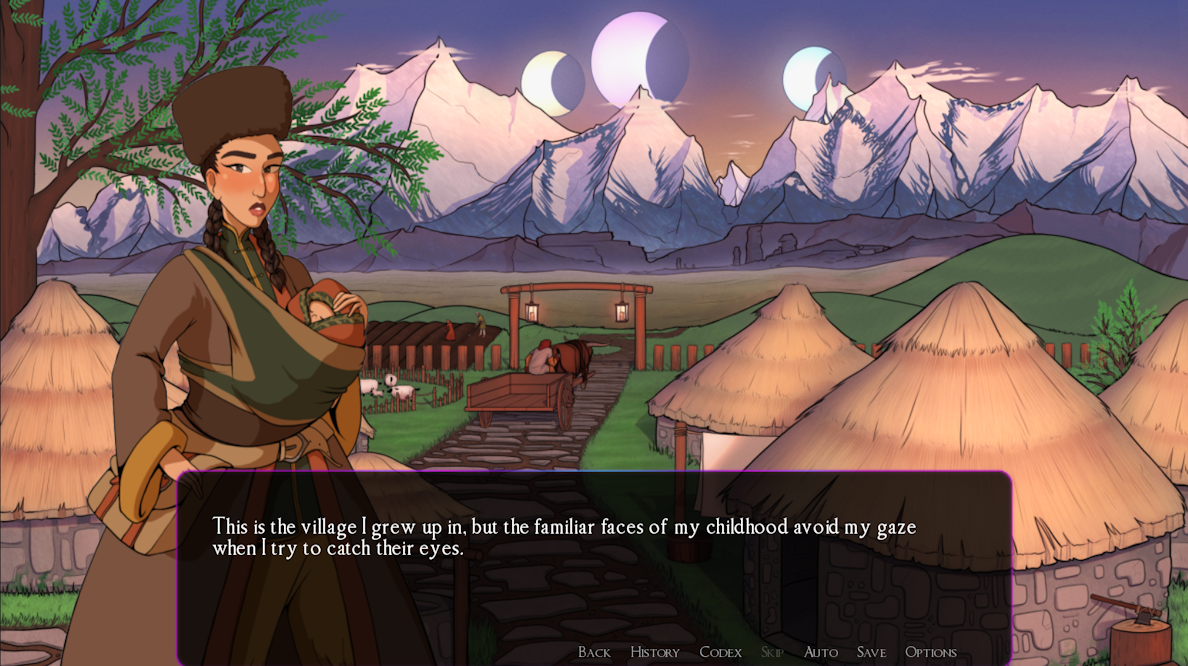 This is the village I grew up in, but the familiar faces of my childhood avoid my gaze
when I try to catch their eyes.
Back History Codex Skip Auto Save Options